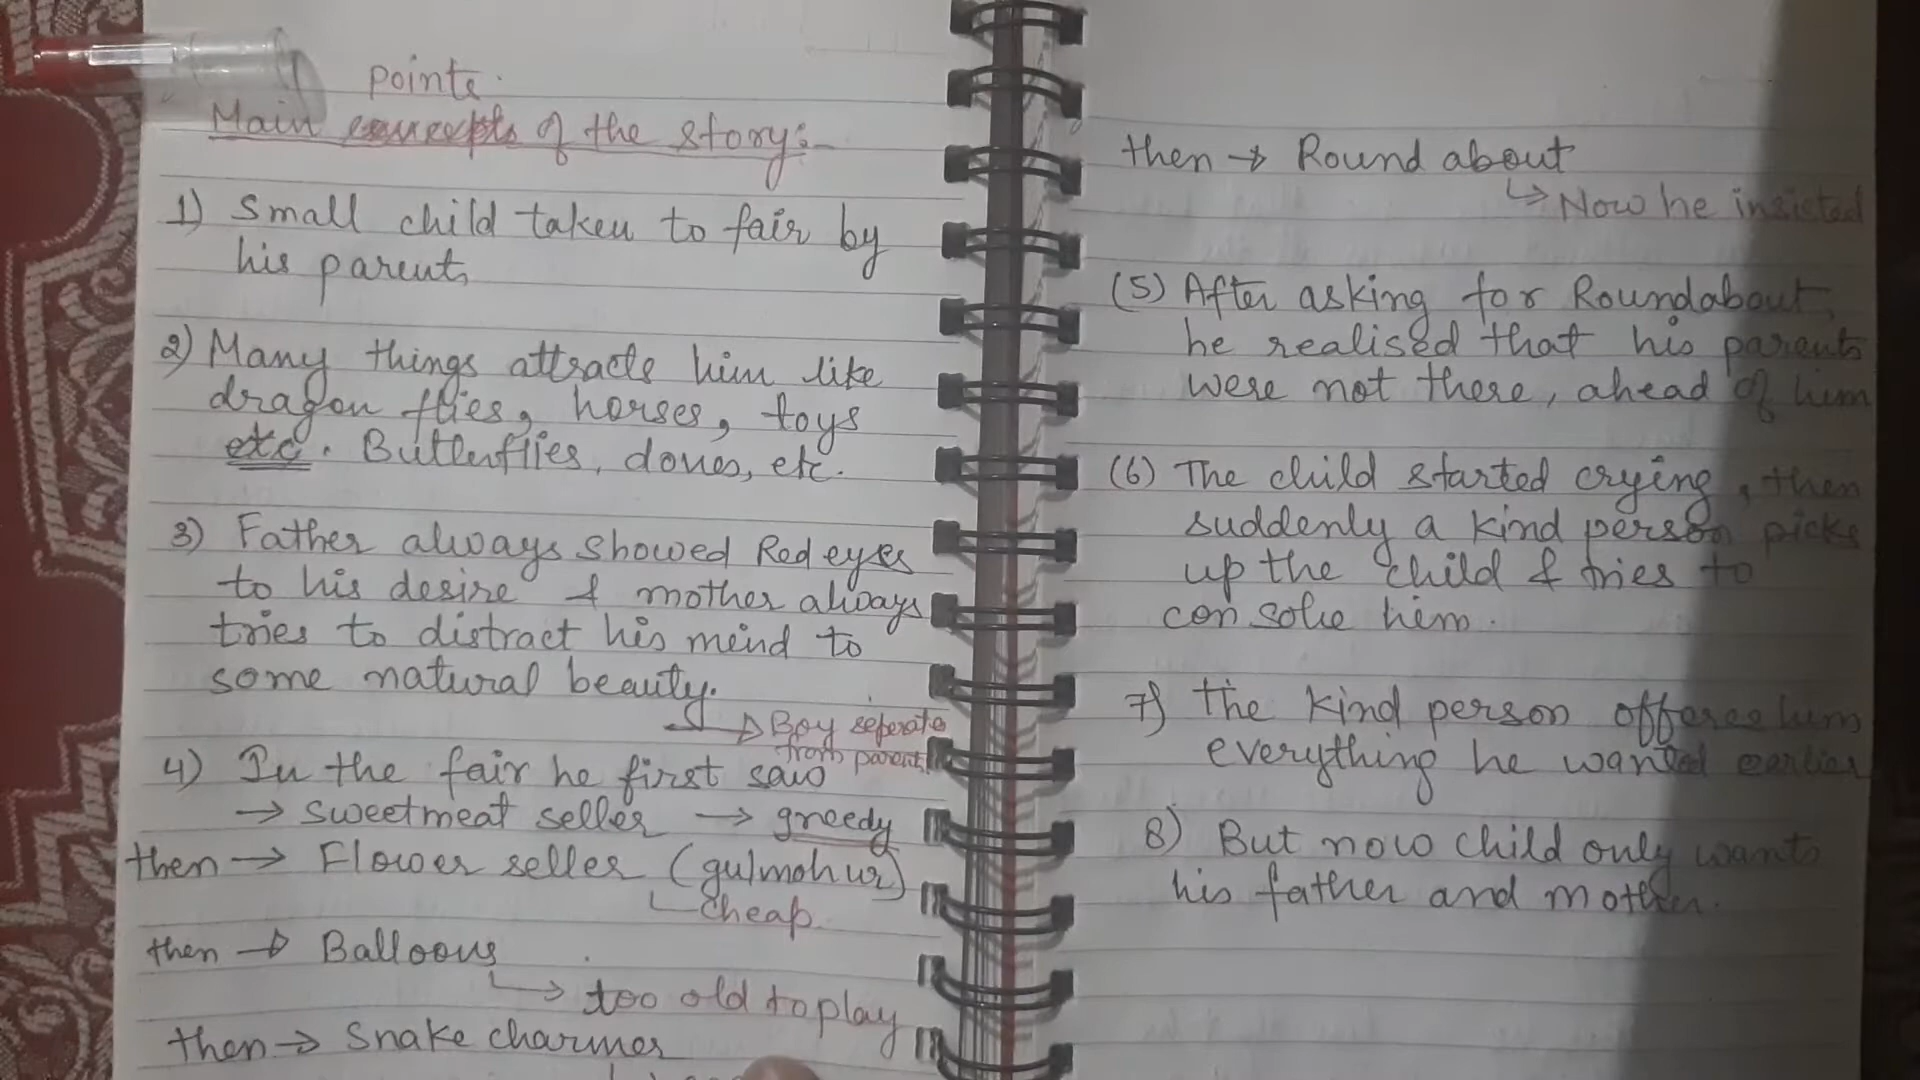 points
Main concepts of the story:-
1) Small child taken to fair by
his parents
2) Many things attracts him like
dragon flies, horses, toys
etc. Butterflies, doves, etc.
3) Father always showed Red eyes
to his desire & mother always
tries to distract his mind to
some natural beauty.
→ Boy seperate
from parents
4) In the fair he first saw
→ sweetmeat seller → greedy
then → Flower seller (gulmohur)
cheap
then → Balloons
→ too old to play
then → Snake charmer
then → Round about
→ Now he insisted
(5) After asking for Roundabout,
he realised that his parents
were not there, ahead of him
(6) The child started crying, then
suddenly a kind person picks
up the child & tries to
console him.
7) The kind person offeres him
everything he wanted earlier
8) But now child only wants
his father and mother.